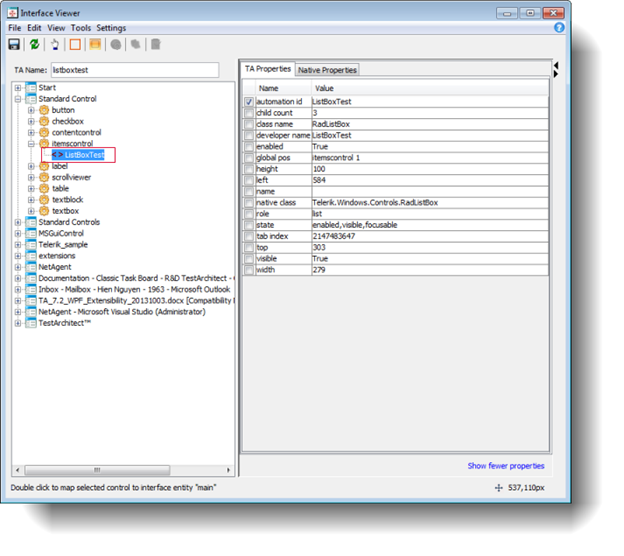 Interface Viewer
File Edit View Tools Settings
TA Name: listboxtest
Start
Standard Control
button
checkbox
contentcontrol
itemscontrol
<> ListBoxTest
label
scrollviewer
table
textblock
textbox
Standard Controls
MSGuiControl
Telerik_sample
extensions
NetAgent
Documentation - Classic Task Board - R&D TestArchitect -
Inbox - Mailbox - Hien Nguyen - 1963 - Microsoft Outlook
TA_7.2_WPF_Extensibility_20131003.docx [Compatibility
NetAgent - Microsoft Visual Studio (Administrator)
TestArchitect™
TA Properties Native Properties
Name Value
automation id ListBoxTest
child count 3
class name RadListBox
developer name ListBoxTest
enabled True
global pos itemscontrol 1
height 100
left 584
name
native class Telerik.Windows.Controls.RadListBox
role list
state enabled,visible,focusable
tab index 2147483647
top 303
visible True
width 279
Show fewer properties
Double click to map selected control to interface entity "main" 537,110px